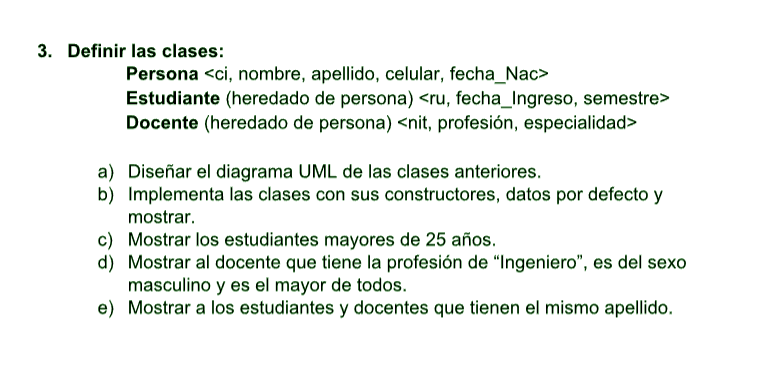 3. Definir las clases:
Persona <ci, nombre, apellido, celular, fecha_Nac>
Estudiante (heredado de persona) <ru, fecha_Ingreso, semestre>
Docente (heredado de persona) <nit, profesión, especialidad>
a) Diseñar el diagrama UML de las clases anteriores.
b) Implementa las clases con sus constructores, datos por defecto y
mostrar.
c) Mostrar los estudiantes mayores de 25 años.
d) Mostrar al docente que tiene la profesión de “Ingeniero”, es del sexo
masculino y es el mayor de todos.
e) Mostrar a los estudiantes y docentes que tienen el mismo apellido.